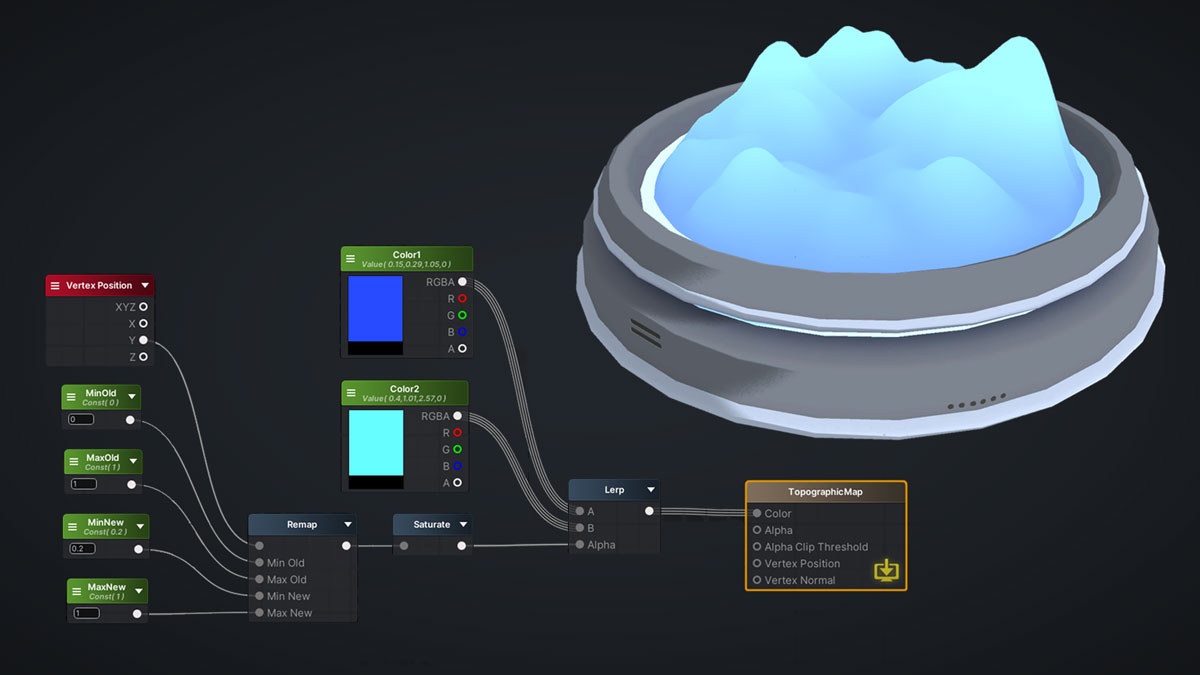 Vertex Position
XYZ
X
Y
Z
MinOld
Const( 0 )
0
MaxOld
Const( 1 )
1
MinNew
Const( 0.2 )
0.2
MaxNew
Const( 1 )
1
Remap
Min Old
Max Old
Min New
Max New
Color1
Value( 0.15,0.29,1.05,0 )
RGBA
R
G
B
A
Color2
Value( 0.4,1.01,2.57,0 )
RGBA
R
G
B
A
Saturate
Lerp
A
B
Alpha
TopographicMap
Color
Alpha
Alpha Clip Threshold
Vertex Position
Vertex Normal